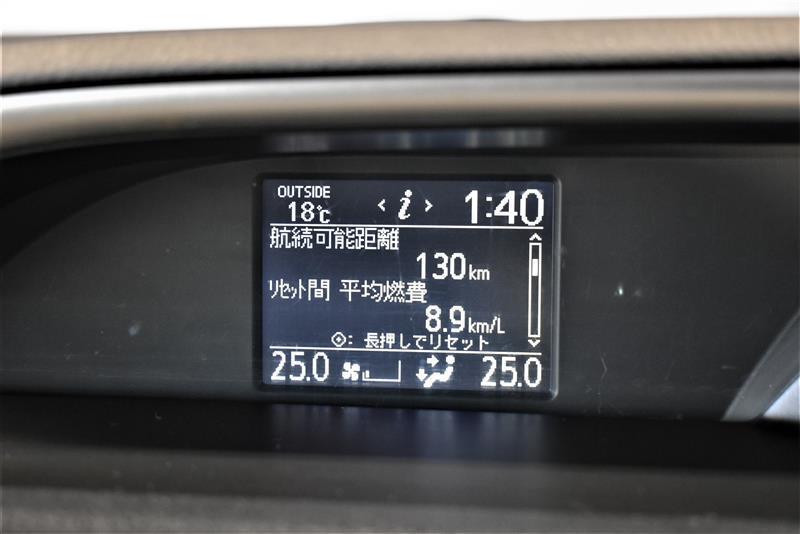 OUTSIDE
18℃ < i > 1:40
航続可能距離
130km
ﾘｾｯﾄ間 平均燃費
8.9km/L
: 長押しでリセット
25.0 25.0